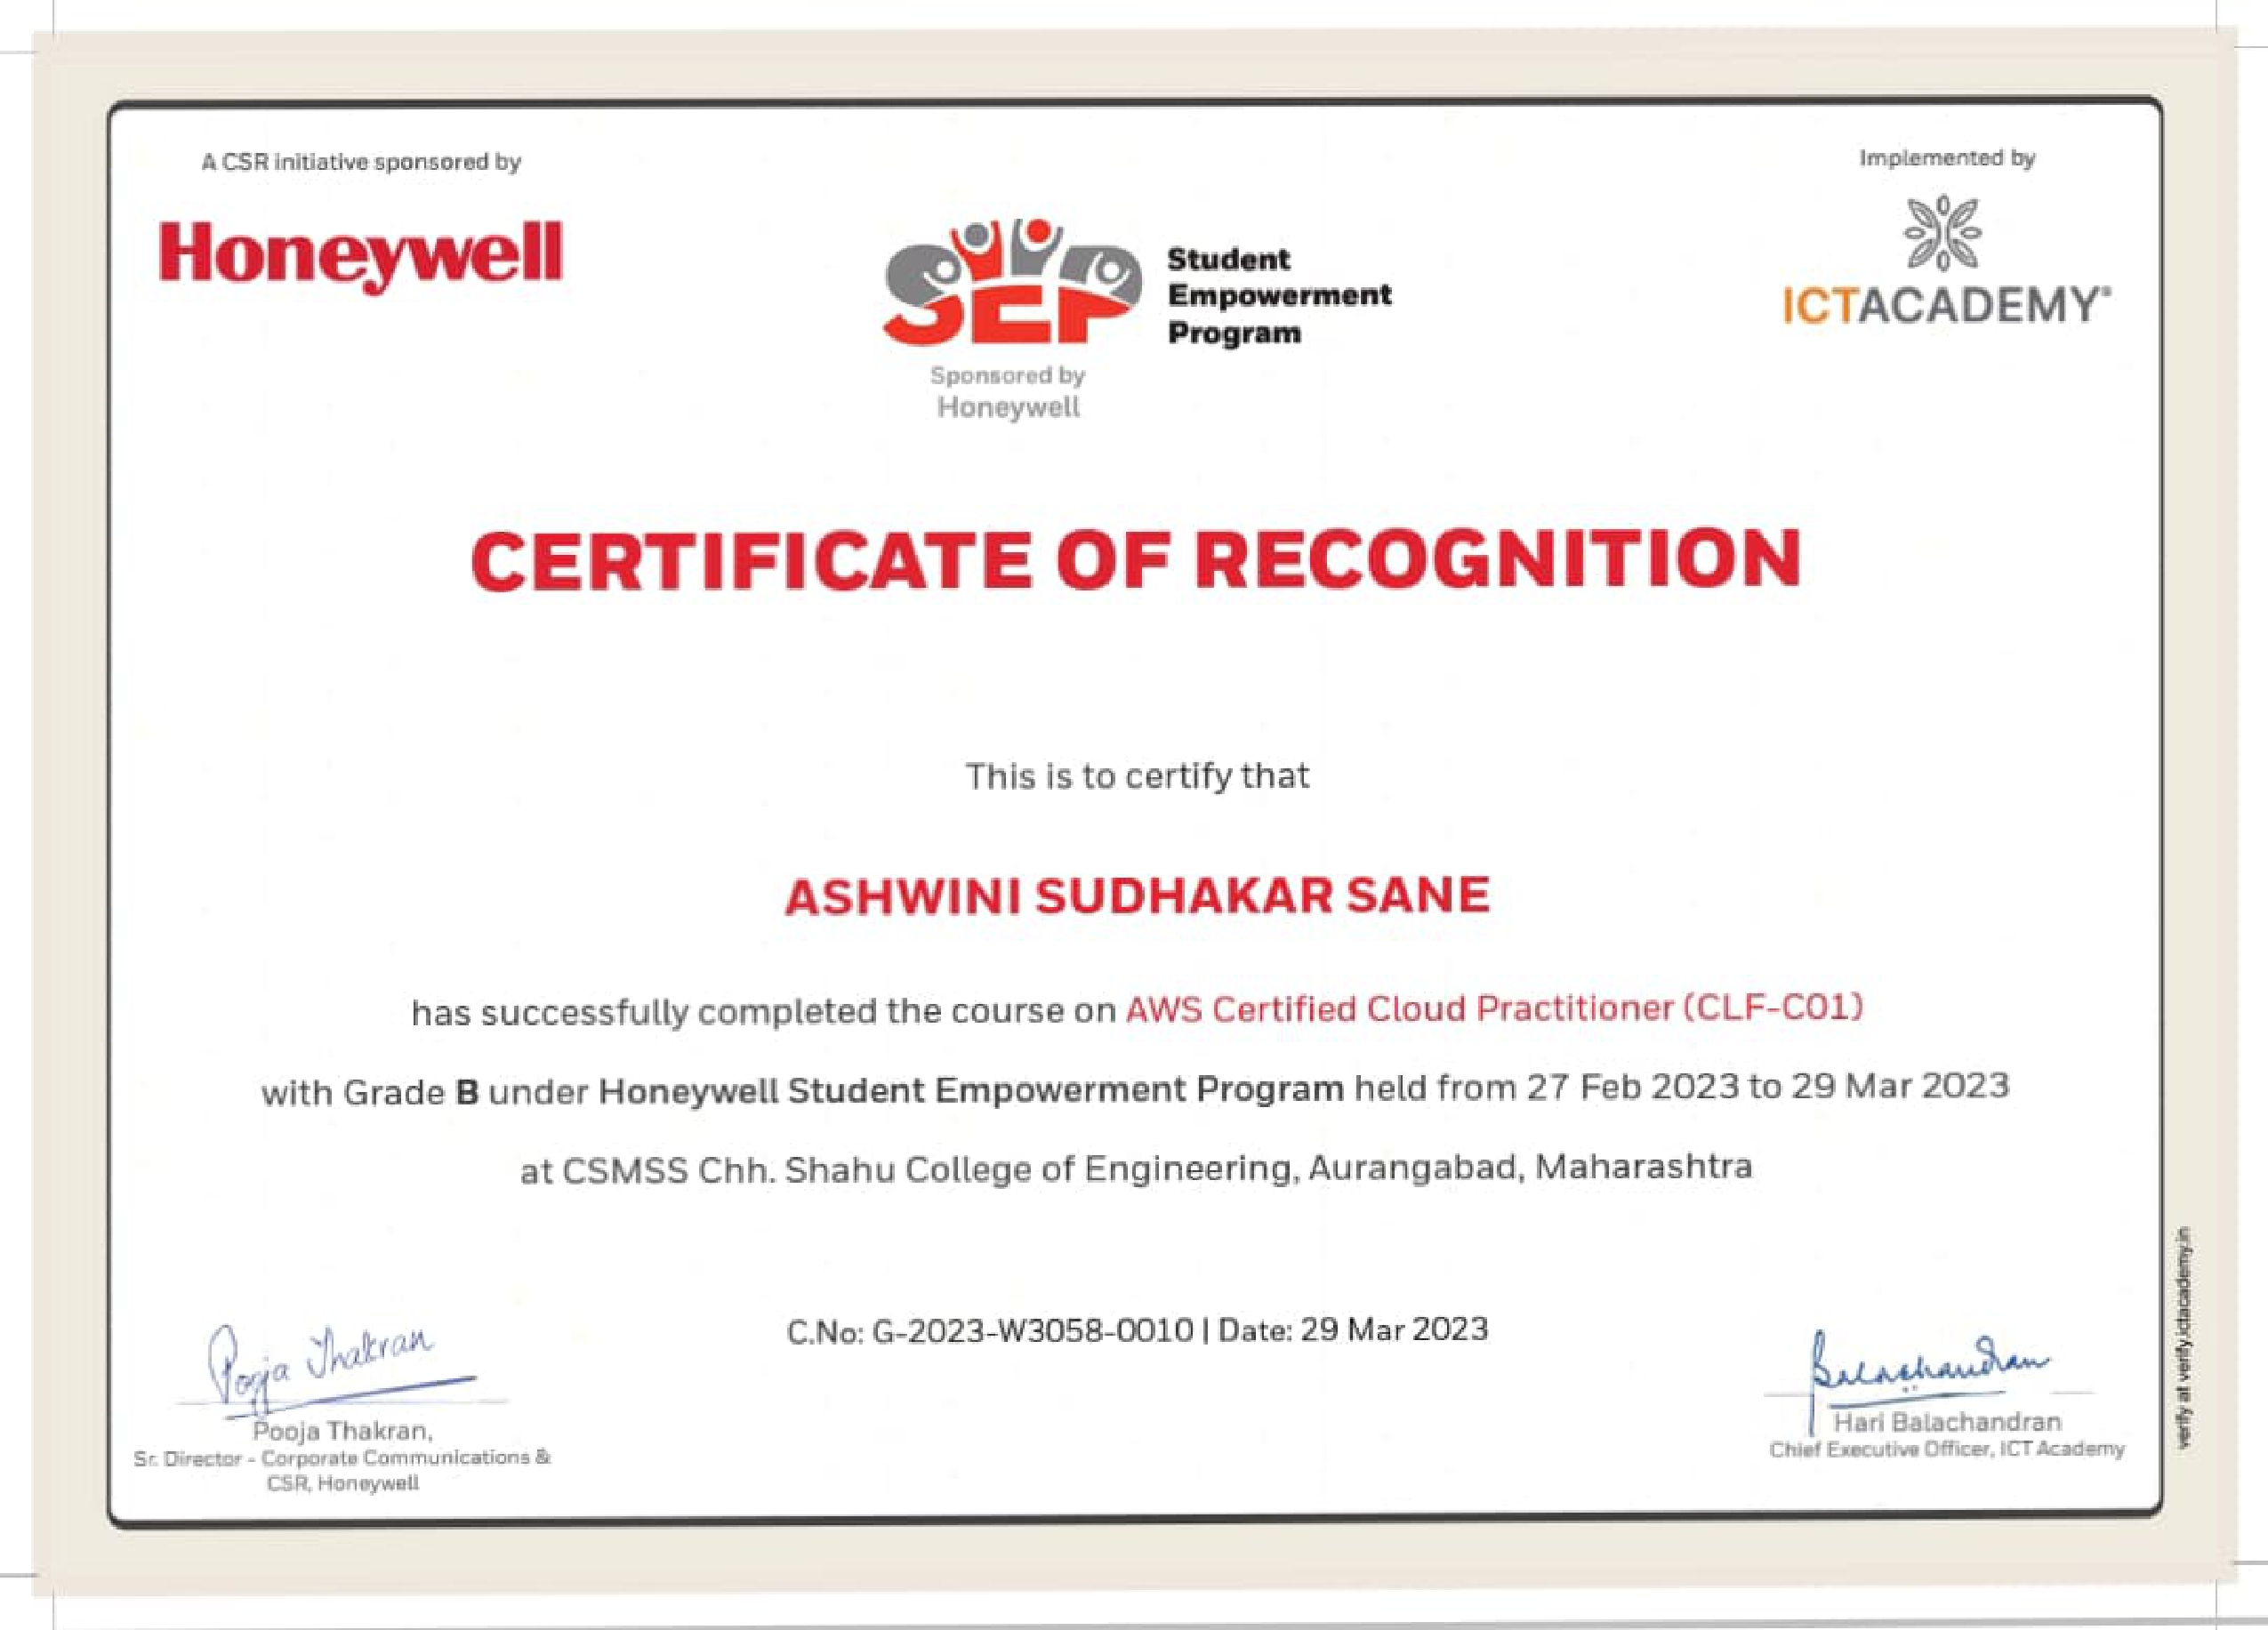 A CSR initiative sponsored by
Honeywell
SEP
Student
Empowerment
Program
Sponsored by
Honeywell
Implemented by
ICTACADEMY®
CERTIFICATE OF RECOGNITION
This is to certify that
ASHWINI SUDHAKAR SANE
has successfully completed the course on AWS Certified Cloud Practitioner (CLF-C01)
with Grade B under Honeywell Student Empowerment Program held from 27 Feb 2023 to 29 Mar 2023
at CSMSS Chh. Shahu College of Engineering, Aurangabad, Maharashtra
C.No: G-2023-W3058-0010 | Date: 29 Mar 2023
Pooja Thakran
Pooja Thakran,
Sr. Director - Corporate Communications &
CSR, Honeywell
Balachandran
Hari Balachandran
Chief Executive Officer, ICT Academy
verify at verify.ictacademy.in